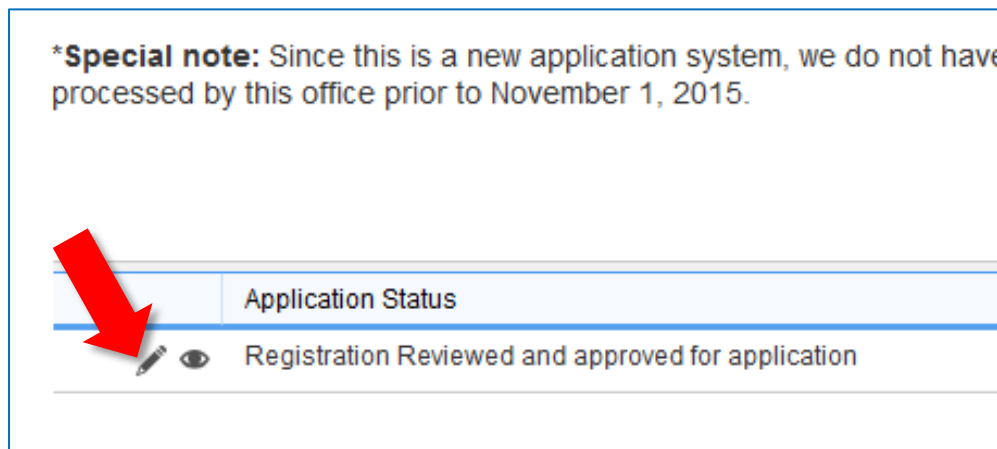 *Special note: Since this is a new application system, we do not have
processed by this office prior to November 1, 2015.
Application Status
Registration Reviewed and approved for application